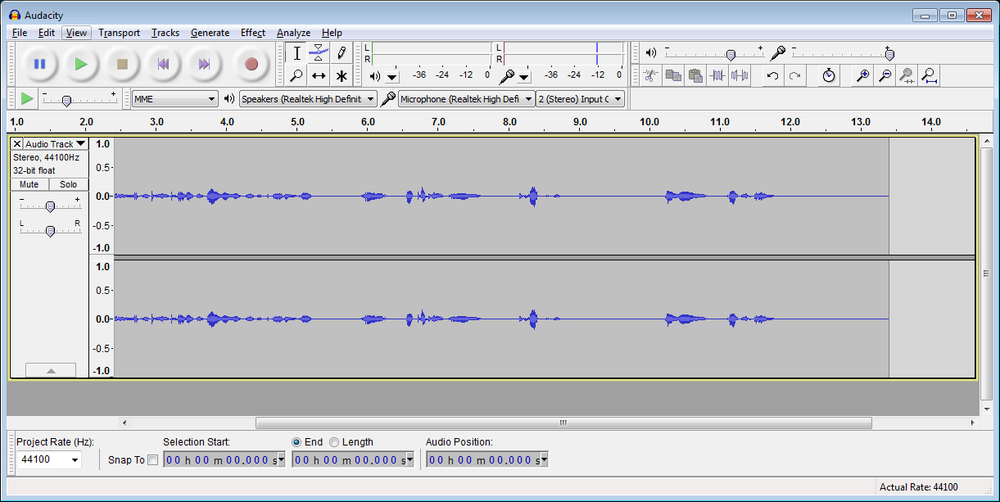 Audacity
File Edit View Transport Tracks Generate Effect Analyze Help
L
R
-36 -24 -12 0
L
R
-36 -24 -12 0
- +
- +
- +
MME
Speakers (Realtek High Definit
Microphone (Realtek High Defi
2 (Stereo) Input C
1.0 2.0 3.0 4.0 5.0 6.0 7.0 8.0 9.0 10.0 11.0 12.0 13.0 14.0
Audio Track
Stereo, 44100Hz
32-bit float
Mute Solo
- +
L R
1.0
0.5-
0.0-
-0.5-
-1.0
1.0
0.5-
0.0-
-0.5-
-1.0
Project Rate (Hz):
44100
Snap To
Selection Start:
00 h 00 m 00.000 s
End Length
00 h 00 m 00.000 s
Audio Position:
00 h 00 m 00.000 s
Actual Rate: 44100